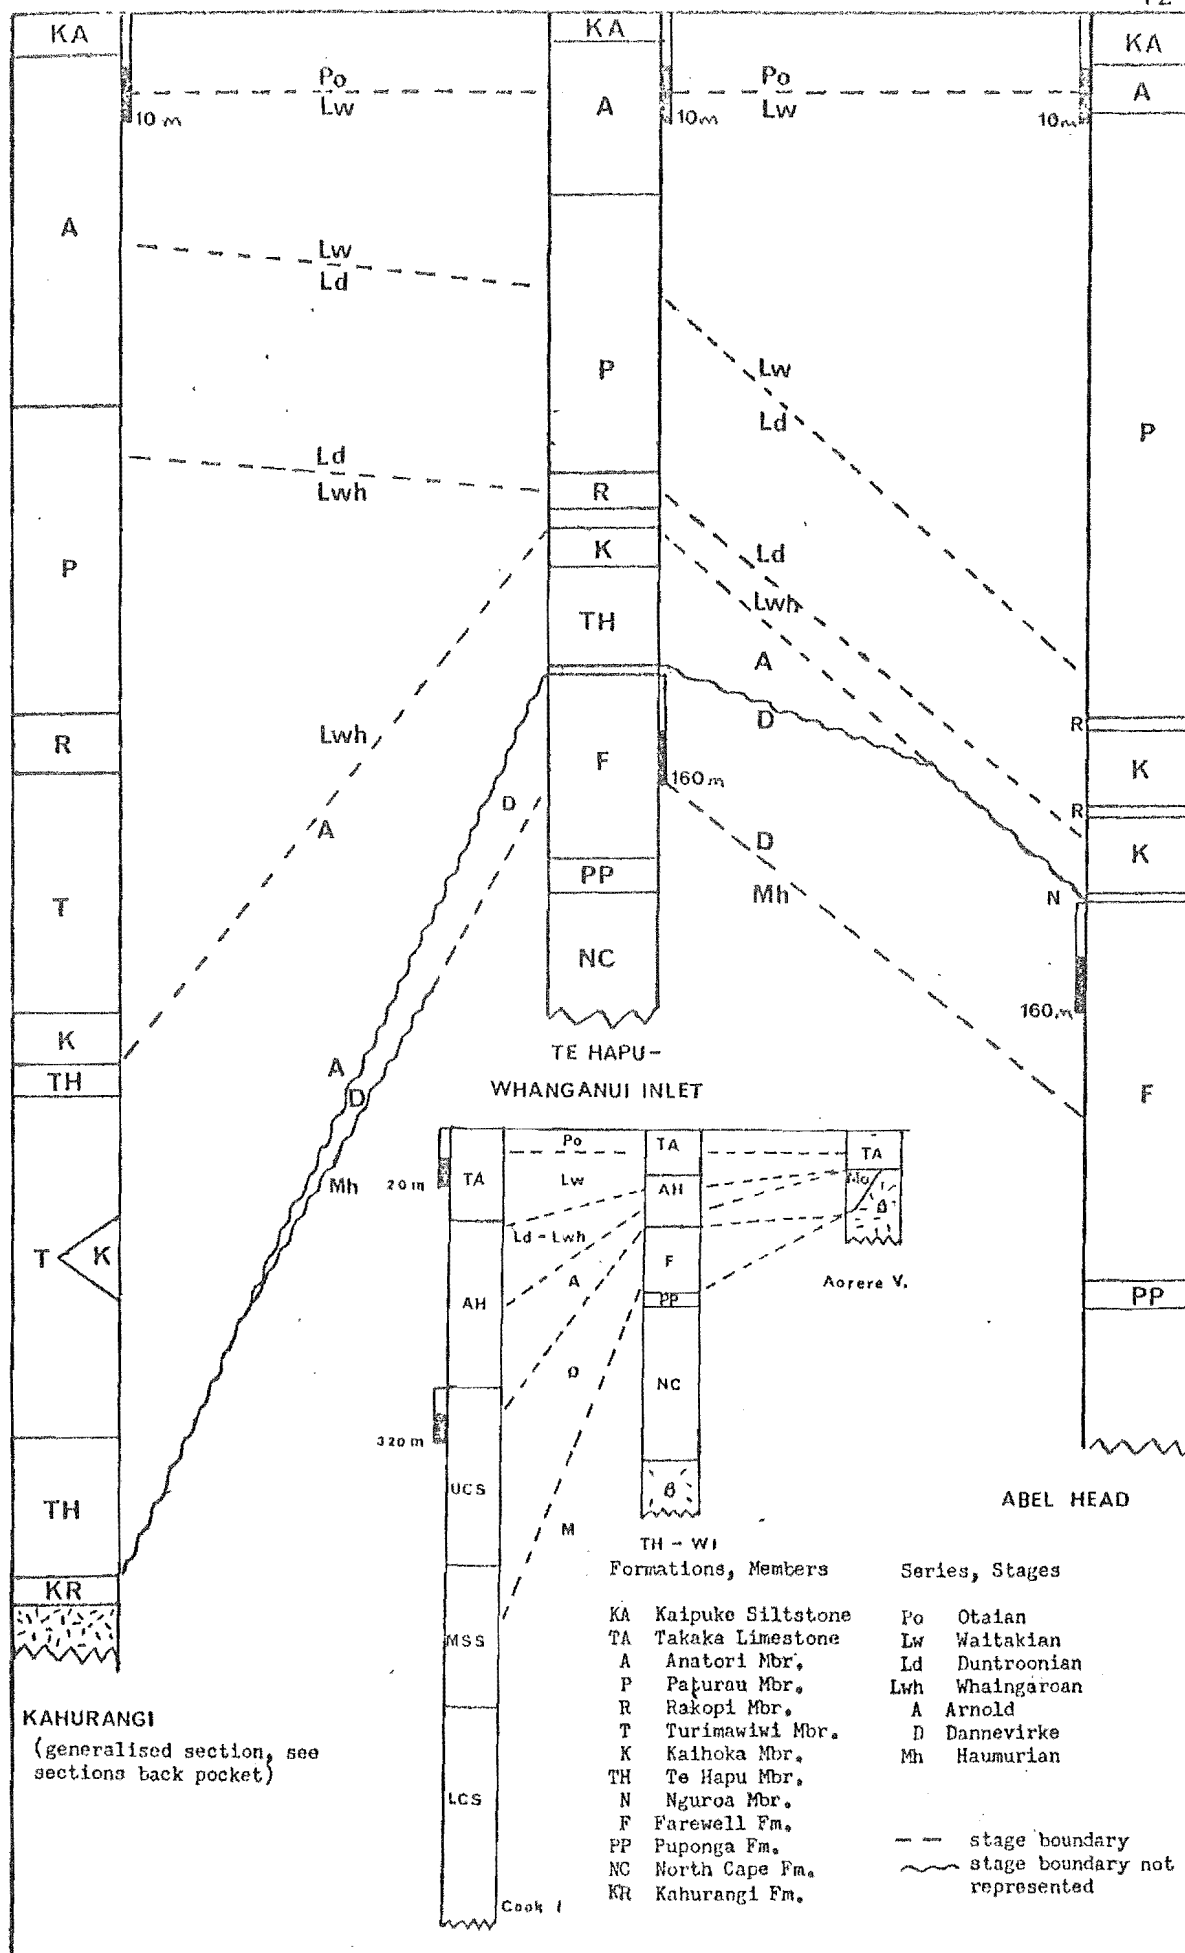 KA
KA
KA
Po
Lw
Po
Lw
A
A
10 m
10 m
10 m
A
Lw
Ld
P
Lw
Ld
P
Ld
Lwh
R
Ld
K
Lwh
P
TH
A
D
R
Lwh
R
F
K
160 m
D
A
R
D
K
T
PP
Mh
N
NC
160 m
K
TH
A
D
TE HAPU-
WHANGANUI INLET
F
Mh
Po
TA
TA
20 m
TA
Lw
AH
T
K
Ld - Lwh
F
A
Aorere V.
AH
PP
PP
D
NC
320 m
TH
UCS
β
M
ABEL HEAD
TH - WI
KR
MSS
LCS
Cook 1
KAHURANGI
(generalised section, see
sections back pocket)
Formations, Members
KA Kaipuke Siltstone
TA Takaka Limestone
A Anatori Mbr.
P Paturau Mbr.
R Rakopi Mbr.
T Turimawiwi Mbr.
K Kaihoka Mbr.
TH Te Hapu Mbr.
N Nguroa Mbr.
F Farewell Fm.
PP Puponga Fm.
NC North Cape Fm.
KR Kahurangi Fm.
Series, Stages
Po Otaian
Lw Waitakian
Ld Duntroonian
Lwh Whaingaroan
A Arnold
D Dannevirke
Mh Haumurian
stage boundary
stage boundary not
represented